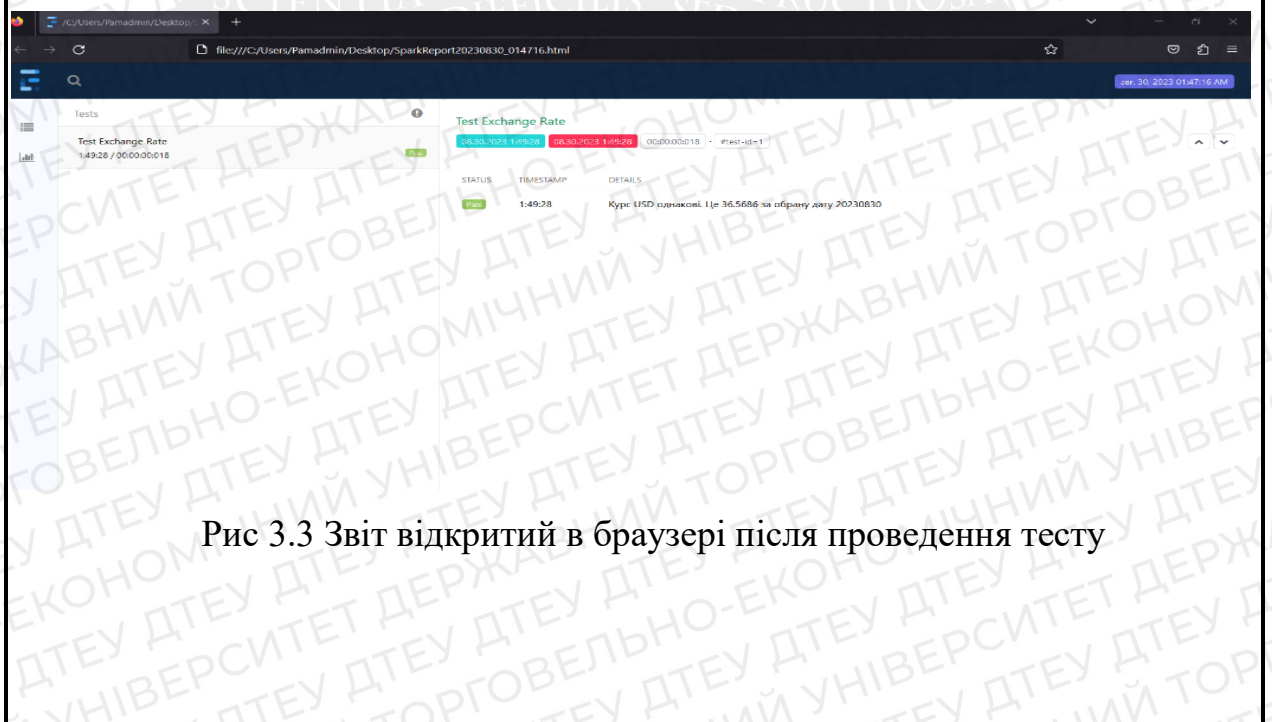 /C:/Users/Pamadmin/Desktop/
file:///C:/Users/Pamadmin/Desktop/SparkReport20230830_014716.html
сег, 30, 2023 01:47:16 AM
Tests
Test Exchange Rate
1:49:28 / 00:00:00:018
Pass
Test Exchange Rate
08.30.2023 1:49:28 08.30.2023 1:49:28 00:00:00:018 · #test-id=1
STATUS TIMESTAMP DETAILS
Pass 1:49:28 Курс USD однакові. Це 36.5686 за обрану дату 20230830
Рис 3.3 Звіт відкритий в браузері після проведення тесту